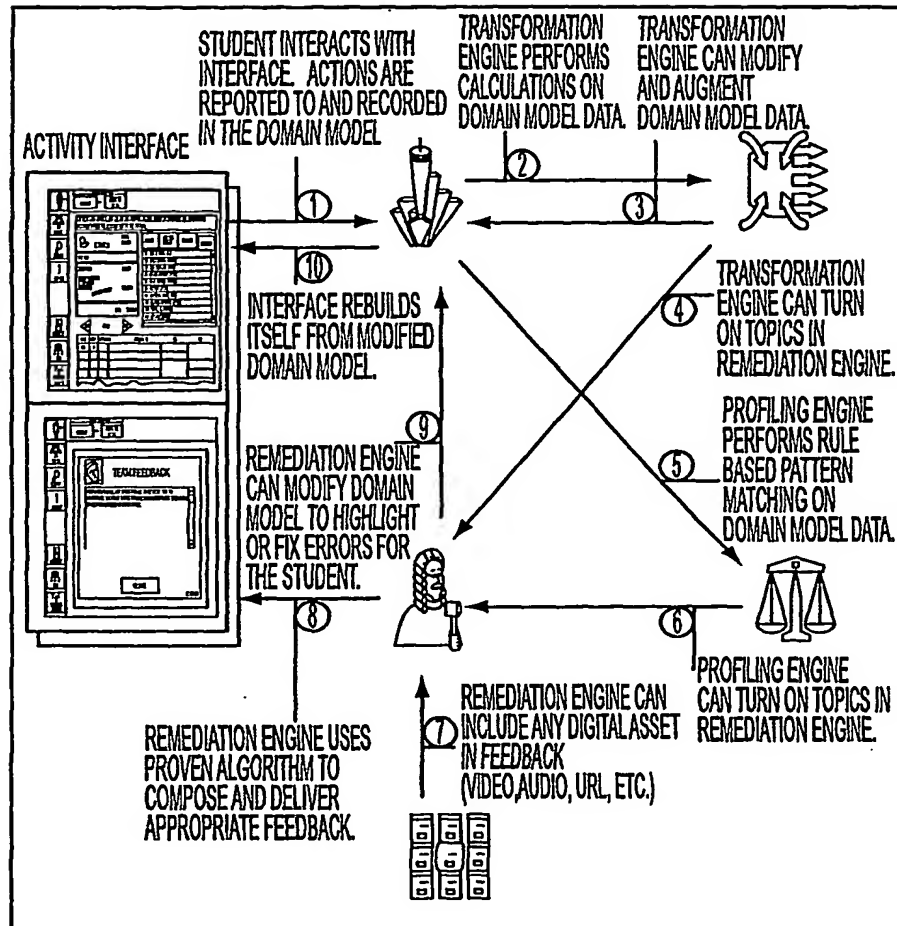 STUDENT INTERACTS WITH
INTERFACE. ACTIONS ARE
REPORTED TO AND RECORDED
IN THE DOMAIN MODEL
TRANSFORMATION
ENGINE PERFORMS
CALCULATIONS ON
DOMAIN MODEL DATA.
TRANSFORMATION
ENGINE CAN MODIFY
AND AUGMENT
DOMAIN MODEL DATA.
ACTIVITY INTERFACE
1
2
3
10
INTERFACE REBUILDS
ITSELF FROM MODIFIED
DOMAIN MODEL.
4
TRANSFORMATION
ENGINE CAN TURN
ON TOPICS IN
REMEDIATION ENGINE.
9
5
PROFILING ENGINE
PERFORMS RULE
BASED PATTERN
MATCHING ON
DOMAIN MODEL DATA.
TEAM FEEDBACK
REMEDIATION ENGINE
CAN MODIFY DOMAIN
MODEL TO HIGHLIGHT
OR FIX ERRORS FOR
THE STUDENT.
8
6
PROFILING ENGINE
CAN TURN ON TOPICS IN
REMEDIATION ENGINE.
7
REMEDIATION ENGINE CAN
INCLUDE ANY DIGITAL ASSET
IN FEEDBACK
(VIDEO,AUDIO, URL, ETC.)
REMEDIATION ENGINE USES
PROVEN ALGORITHM TO
COMPOSE AND DELIVER
APPROPRIATE FEEDBACK.